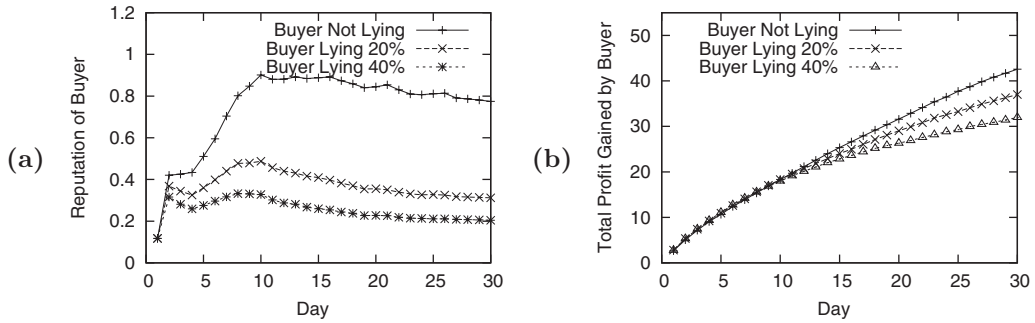 (a)
Reputation of Buyer
1.2
1
0.8
0.6
0.4
0.2
0
Buyer Not Lying
Buyer Lying 20%
Buyer Lying 40%
0 5 10 15 20 25 30
Day
(b)
Total Profit Gained by Buyer
50
40
30
20
10
0
Buyer Not Lying
Buyer Lying 20%
Buyer Lying 40%
0 5 10 15 20 25 30
Day